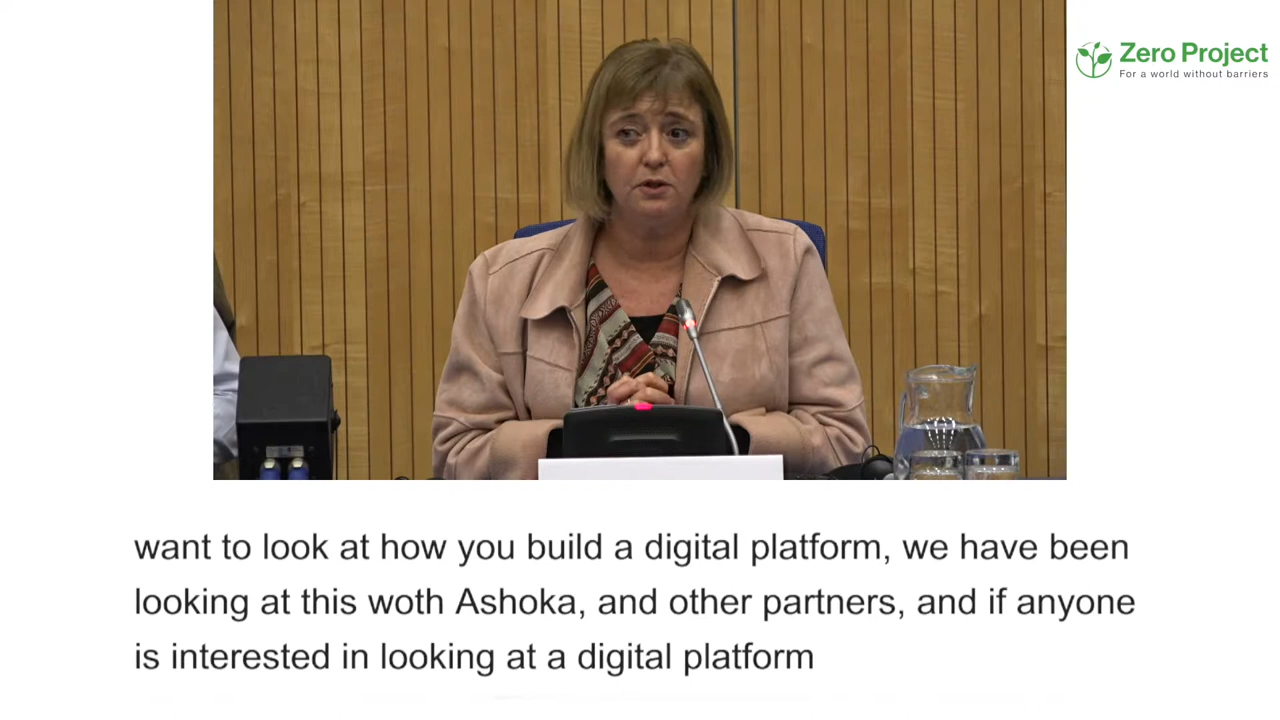 Zero Project
For a world without barriers
want to look at how you build a digital platform, we have been
looking at this woth Ashoka, and other partners, and if anyone
is interested in looking at a digital platform